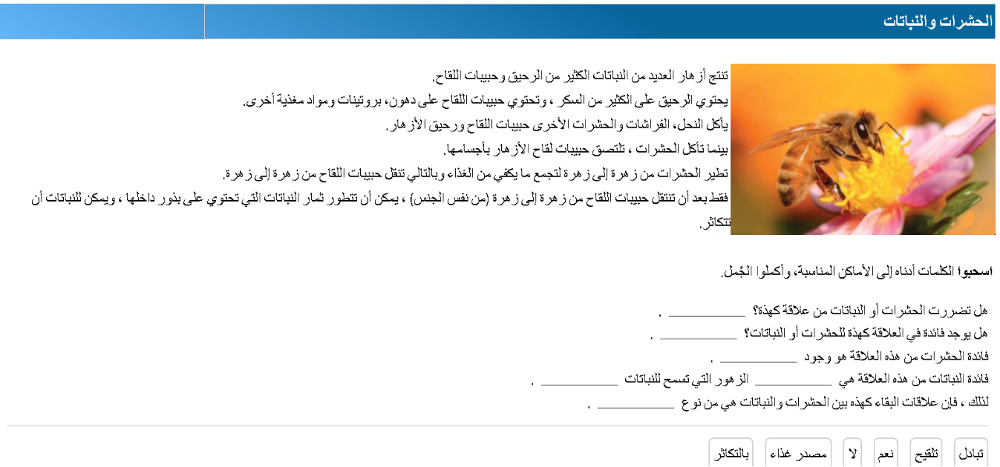 الحشرات والنباتات
تنتج أزهار العديد من النباتات الكثير من الرحيق وحبيبات اللقاح.
يحتوي الرحيق على الكثير من السكر ، وتحتوي حبيبات اللقاح على دهون، بروتينات ومواد مغذية أخرى.
يأكل النحل، الفراشات والحشرات الأخرى حبيبات اللقاح ورحيق الأزهار.
بينما تأكل الحشرات ، تلتصق حبيبات لقاح الأزهار بأجسامها.
تطير الحشرات من زهرة إلى زهرة لتجمع ما يكفي من الغذاء وبالتالي تنقل حبيبات اللقاح من زهرة إلى زهرة.
فقط بعد أن تنتقل حبيبات اللقاح من زهرة إلى زهرة (من نفس الجنس) ، يمكن أن تتطور ثمار النباتات التي تحتوي على بذور داخلها ، ويمكن للنباتات أن
تتكاثر.
اسحبوا الكلمات أدناه إلى الأماكن المناسبة، وأكملوا الجُمل.
هل تضررت الحشرات أو النباتات من علاقة كهذة؟ __________ .
هل يوجد فائدة في العلاقة كهذة للحشرات أو النباتات؟ __________ .
فائدة الحشرات من هذه العلاقة هو وجود __________ .
فائدة النباتات من هذه العلاقة هي __________ الزهور التي تسمح للنباتات __________ .
لذلك ، فإن علاقات البقاء كهذه بين الحشرات والنباتات هي من نوع __________ .
تبادل تلقيح نعم لا مصدر غذاء بالتكاثر